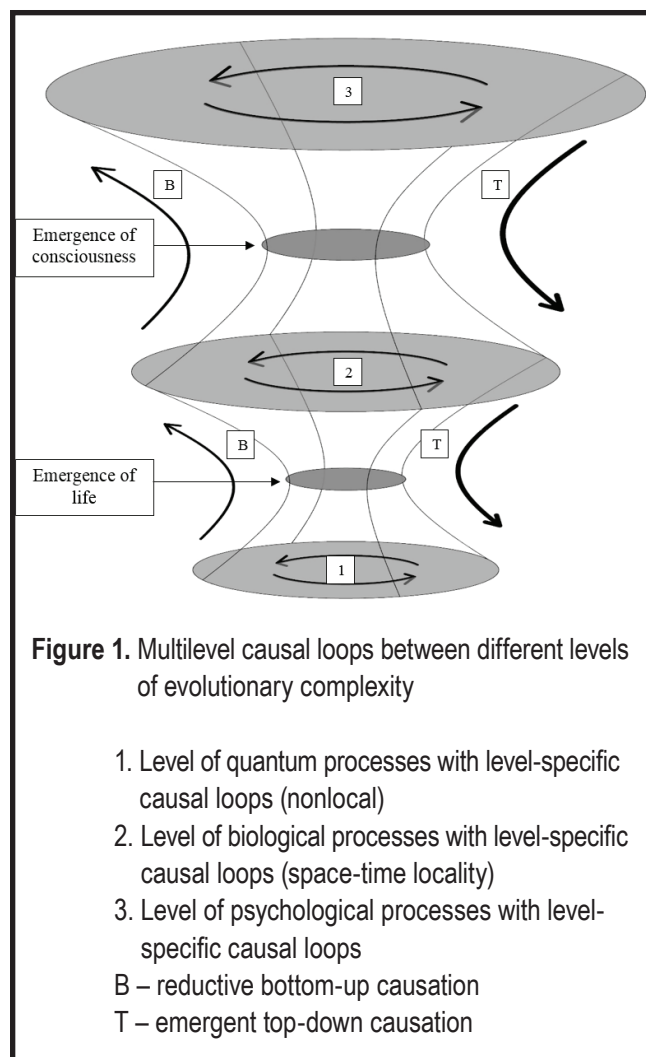 3
B
T
Emergence of
consciousness
2
B
T
Emergence of
life
1
Figure 1. Multilevel causal loops between different levels
of evolutionary complexity
1. Level of quantum processes with level-specific
causal loops (nonlocal)
2. Level of biological processes with level-specific
causal loops (space-time locality)
3. Level of psychological processes with level-
specific causal loops
B – reductive bottom-up causation
T – emergent top-down causation